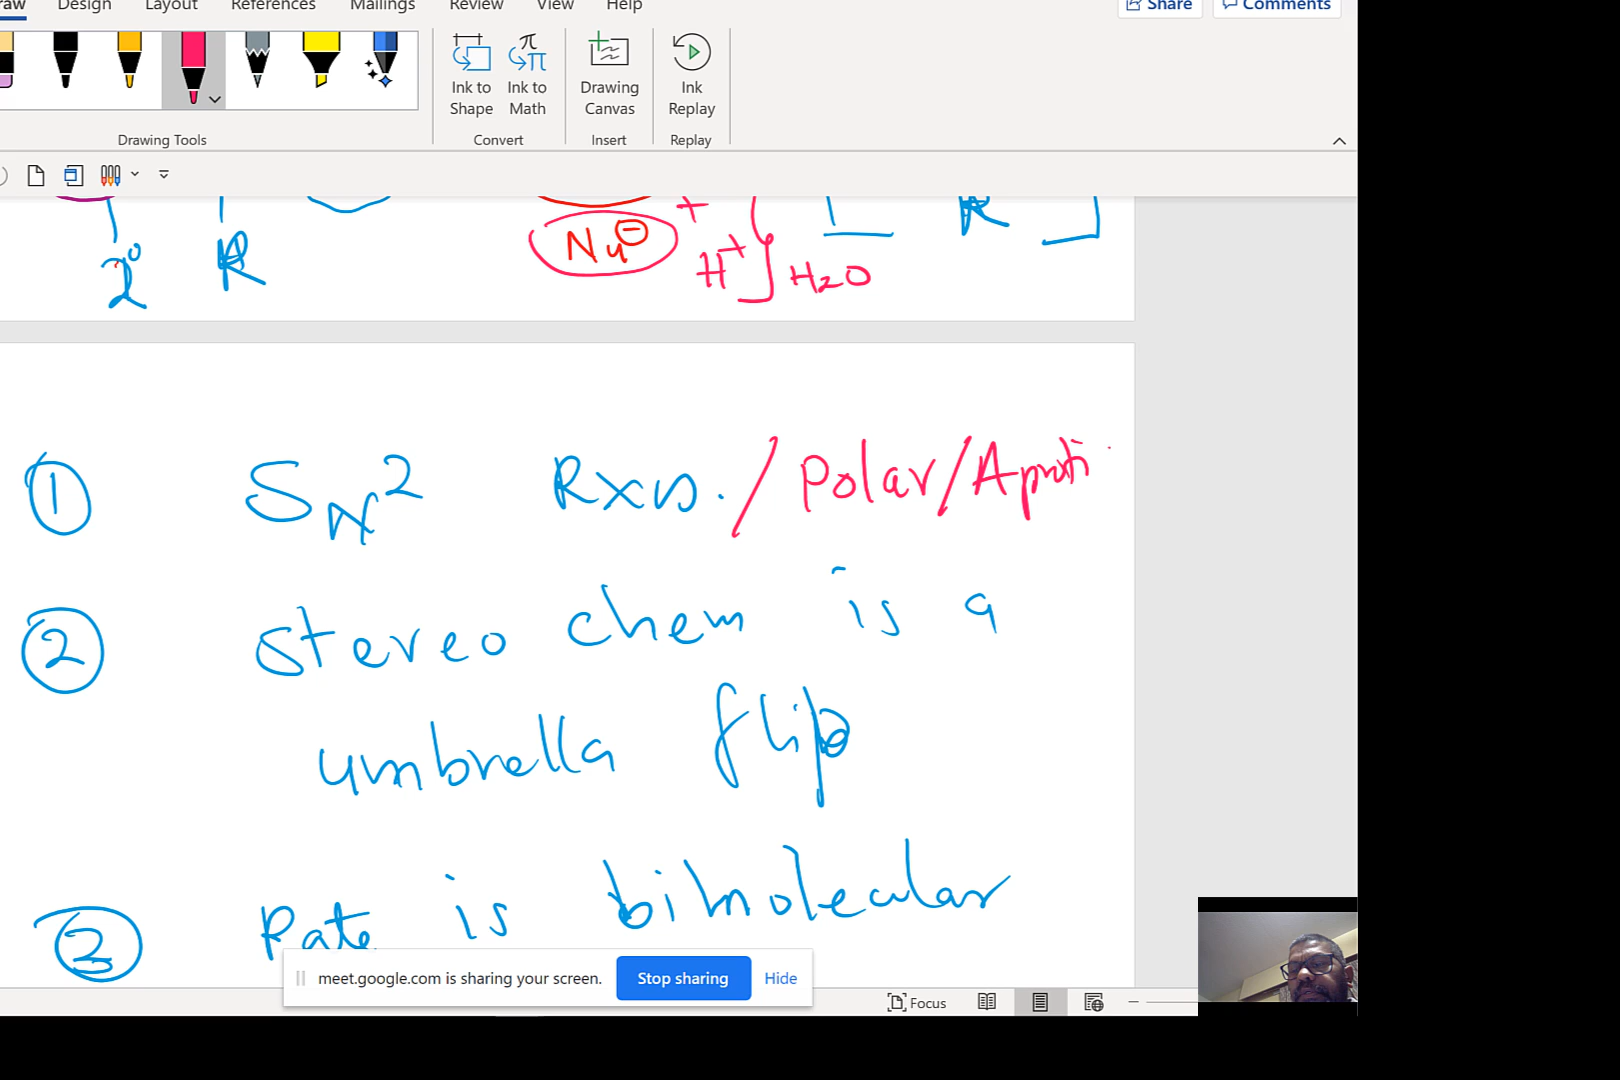 raw Design Layout References Mailings Review View Help Share Comments
Ink to Shape Ink to Math Drawing Canvas Ink Replay
Drawing Tools Convert Insert Replay
2° R Nu⊖ + H+ H2O R
① SN2 Rxn. / Polar/Aproti
② stereo chem is a
umbrella flip
③ Rate is bimolecular
meet.google.com is sharing your screen. Stop sharing Hide
Focus